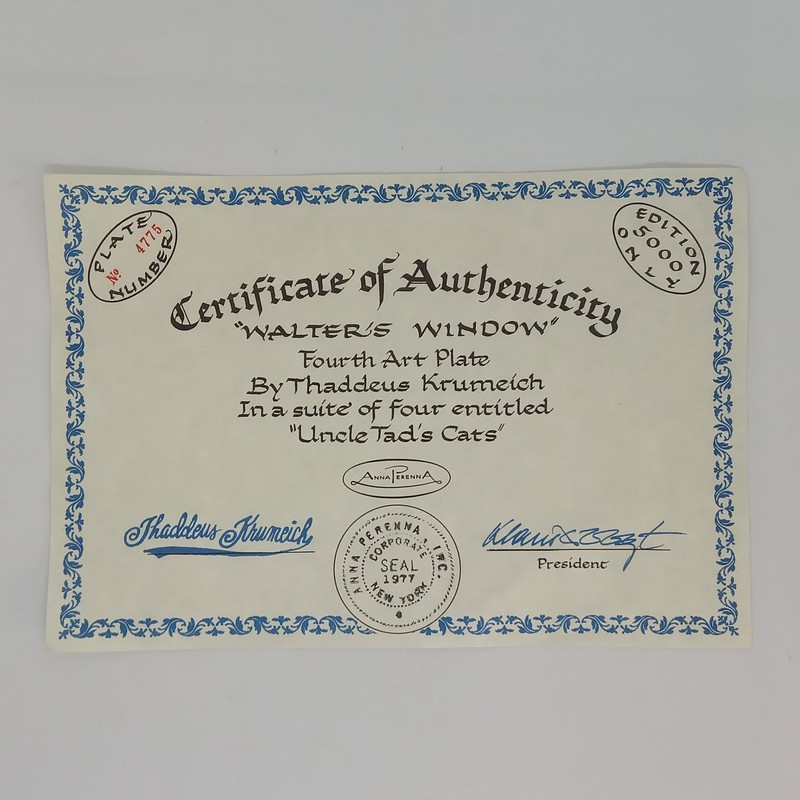 PLATE
No 4775
NUMBER
EDITION
5000
ONLY
Certificate of Authenticity
"WALTER'S WINDOW"
Fourth Art Plate
By Thaddeus Krumeich
In a suite of four entitled
"Uncle Tad's Cats"
ANNA PERENNA
Thaddeus Krumeich
ANNA PERENNA, INC.
CORPORATE
SEAL
1977
NEW YORK
President